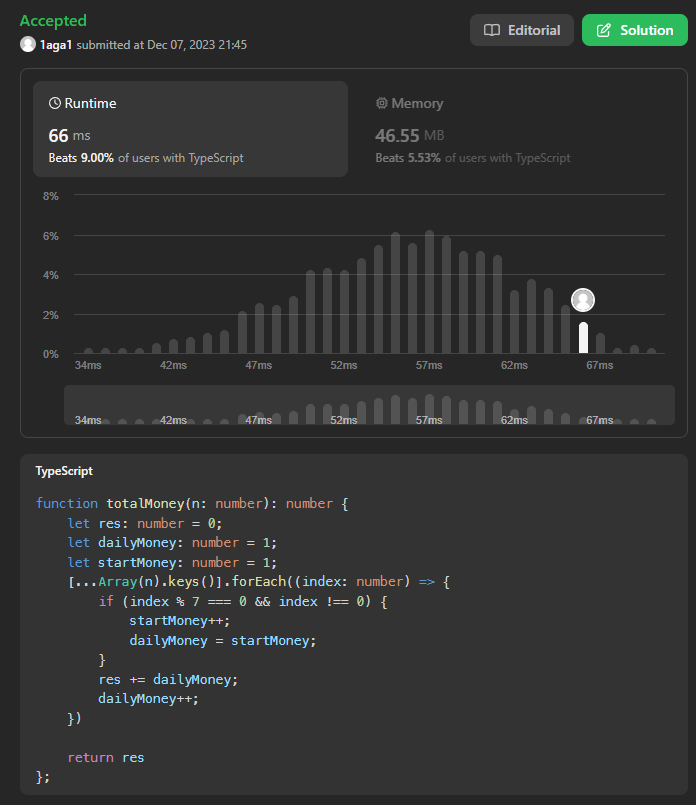 Accepted
1aga1 submitted at Dec 07, 2023 21:45
Editorial
Solution
Runtime
66 ms
Beats 9.00% of users with TypeScript
Memory
46.55 MB
Beats 5.53% of users with TypeScript
8%
6%
4%
2%
0%
34ms 42ms 47ms 52ms 57ms 62ms 67ms
34ms 42ms 47ms 52ms 57ms 62ms 67ms
TypeScript
function totalMoney(n: number): number {
    let res: number = 0;
    let dailyMoney: number = 1;
    let startMoney: number = 1;
    [...Array(n).keys()].forEach((index: number) => {
        if (index % 7 === 0 && index !== 0) {
            startMoney++;
            dailyMoney = startMoney;
        }
        res += dailyMoney;
        dailyMoney++;
    })
    return res
};